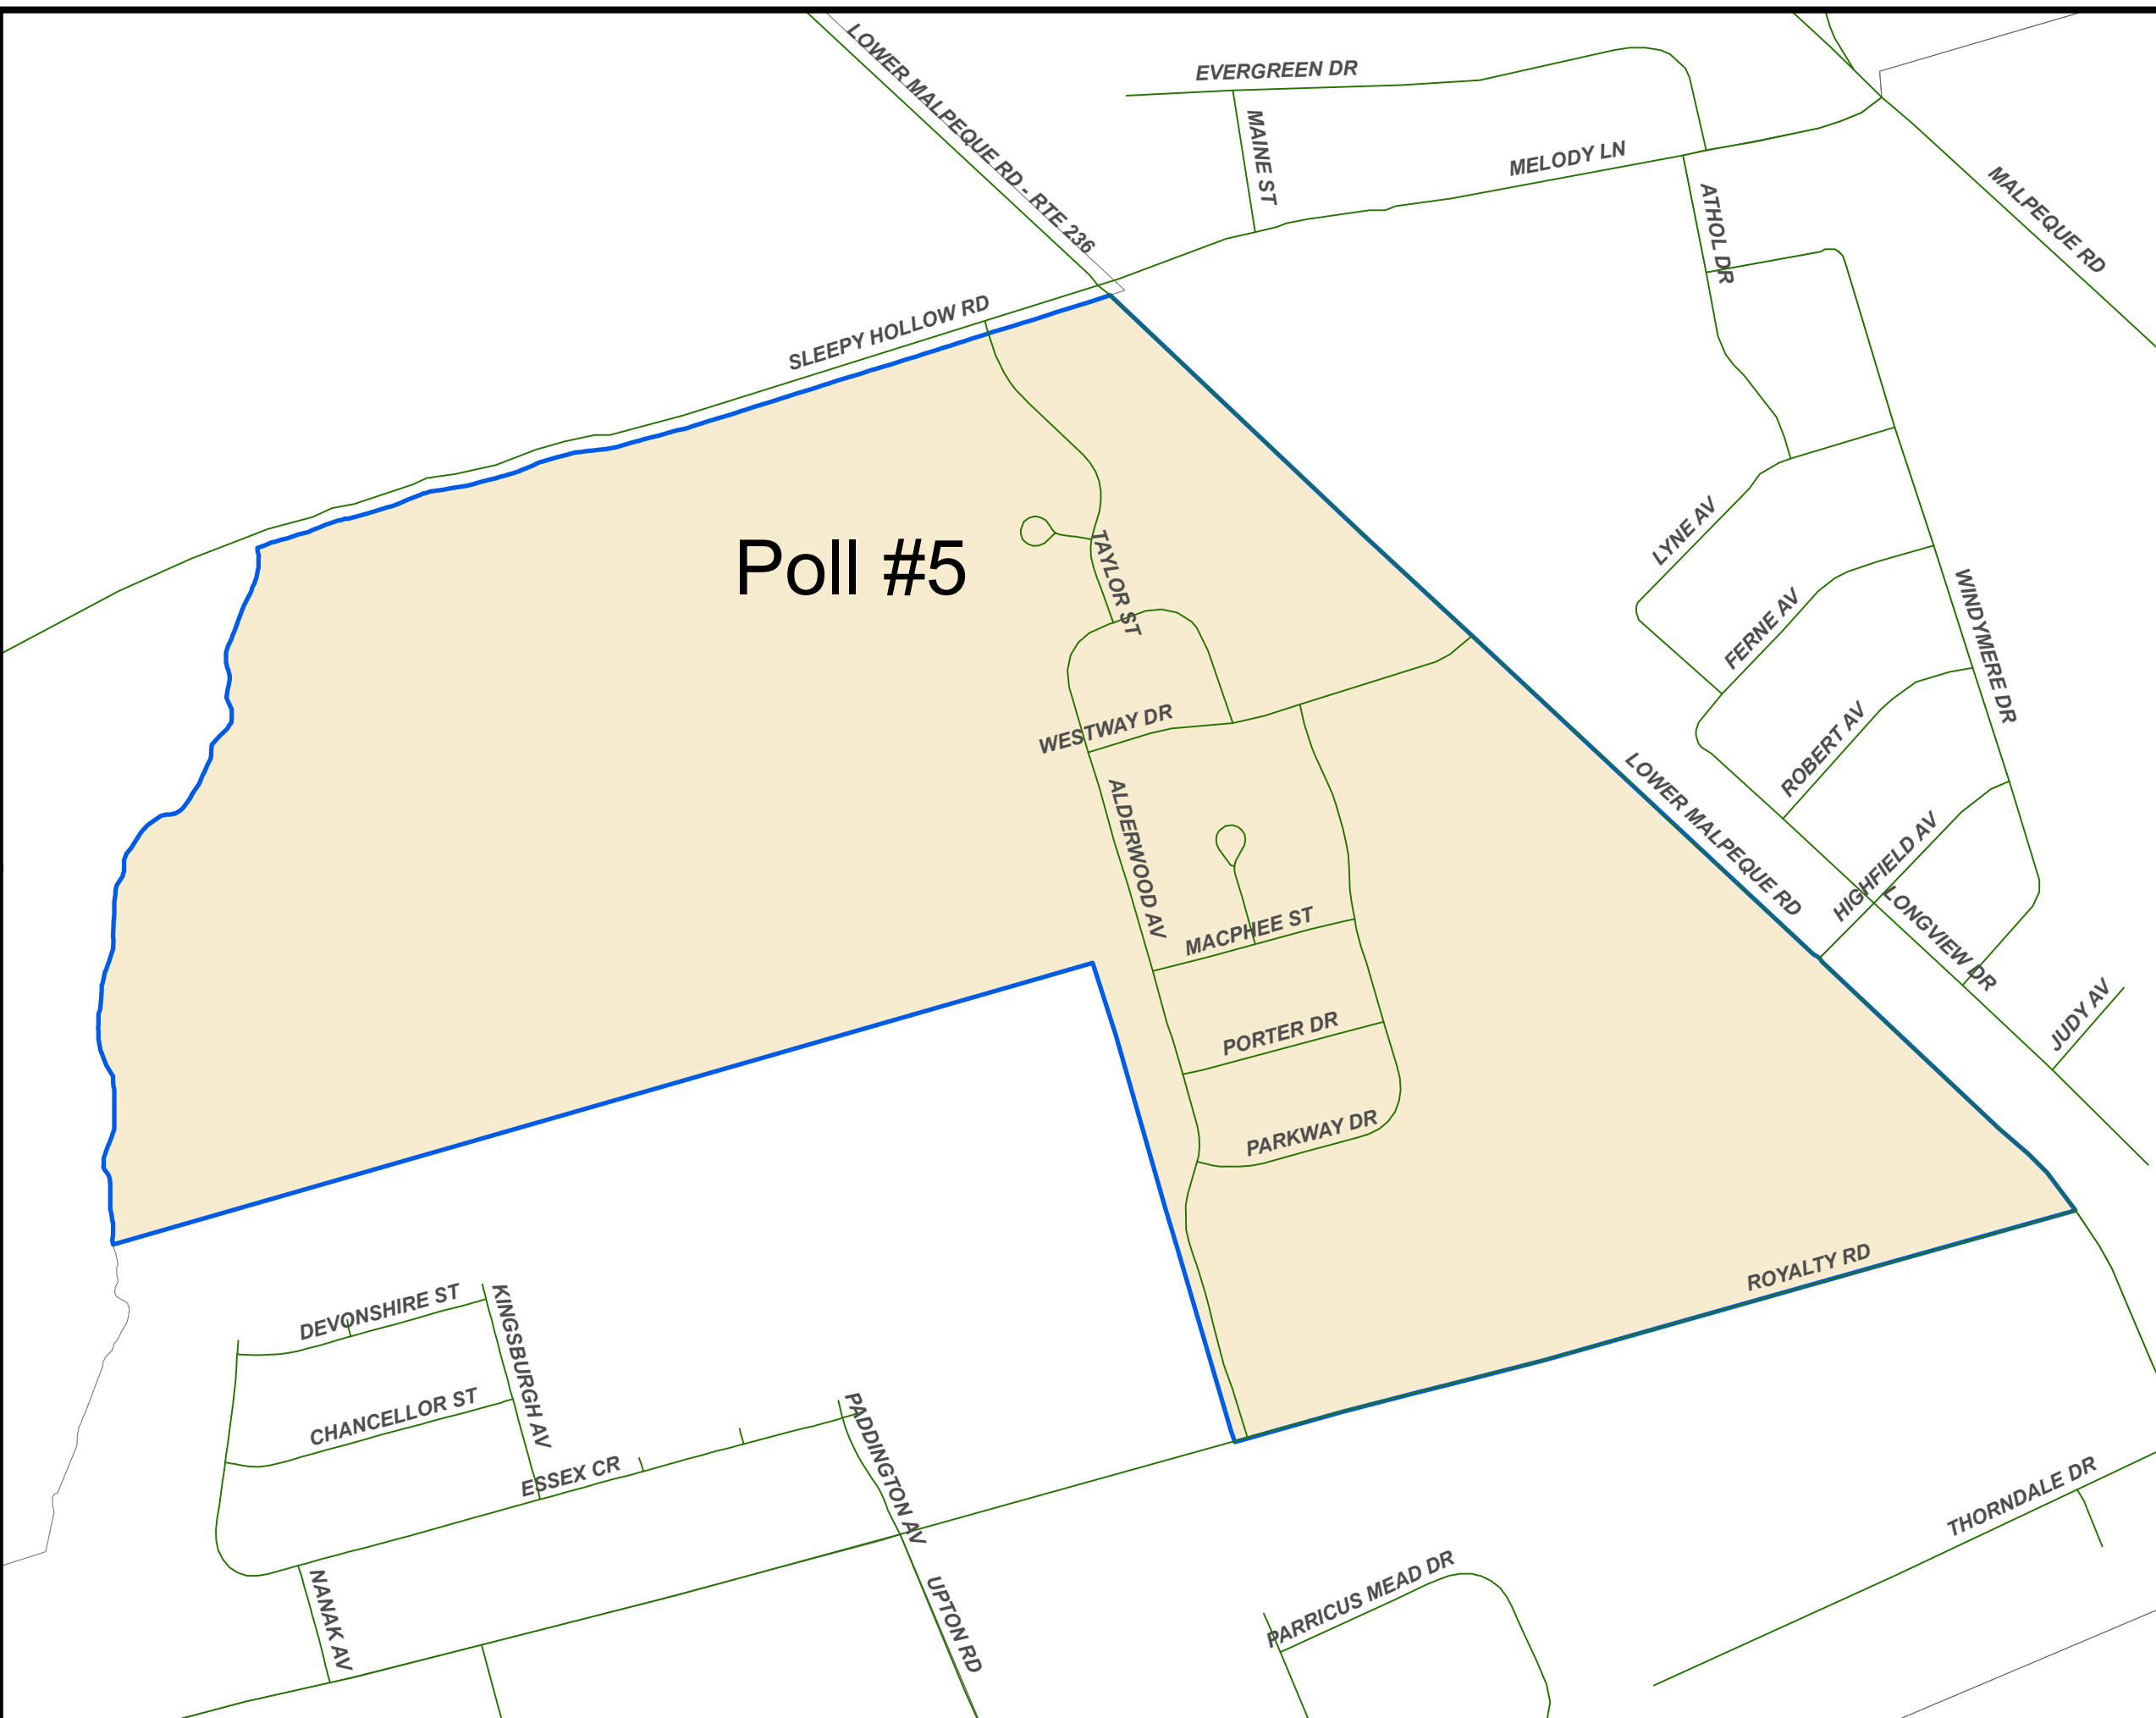 LOWER MALPEQUE RD - RTE 236
EVERGREEN DR
MAINE ST
MELODY LN
MALPEQUE RD
ATHOL DR
SLEEPY HOLLOW RD
Poll #5
TAYLOR ST
LYNE AV
FERNE AV
WINDYMERE DR
WESTWAY DR
ROBERT AV
LOWER MALPEQUE RD
ALDERWOOD AV
HIGHFIELD AV
LONGVIEW DR
MACPHEE ST
JUDY AV
PORTER DR
PARKWAY DR
ROYALTY RD
DEVONSHIRE ST
KINGSBURGH AV
CHANCELLOR ST
PADDINGTON AV
ESSEX CR
THORNDALE DR
NANAK AV
UPTON RD
PARRICUS MEAD DR